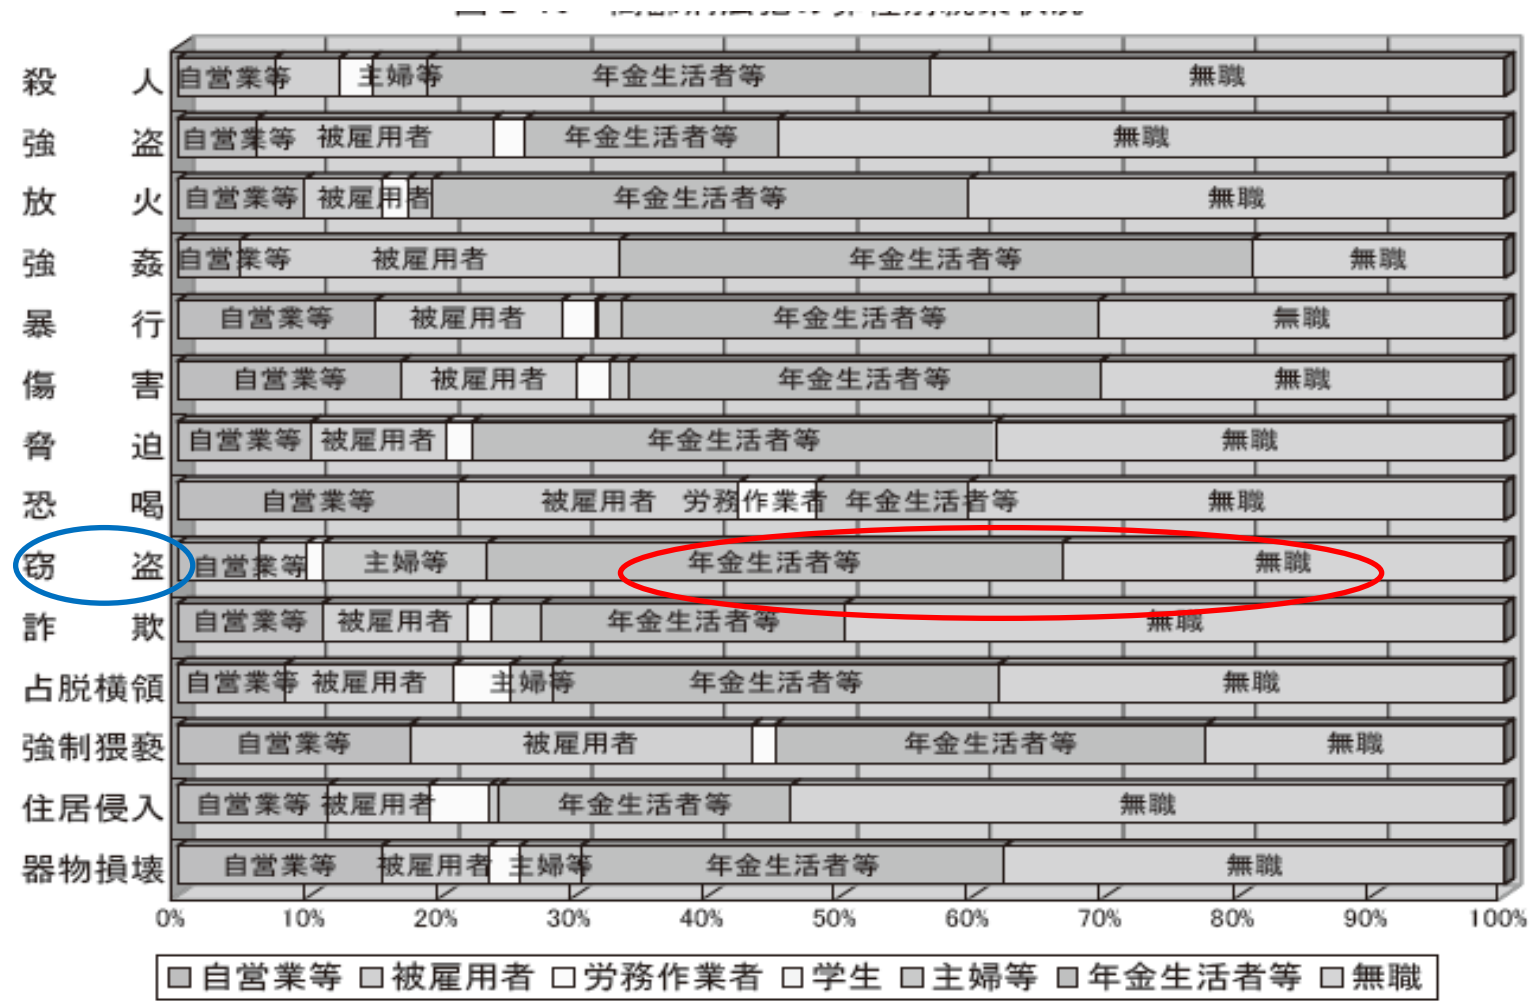 殺人 自営業等 主婦等 年金生活者等 無職
強盗 自営業等 被雇用者 年金生活者等 無職
放火 自営業等 被雇用者 年金生活者等 無職
強姦 自営業等 被雇用者 年金生活者等 無職
暴行 自営業等 被雇用者 年金生活者等 無職
傷害 自営業等 被雇用者 年金生活者等 無職
脅迫 自営業等 被雇用者 年金生活者等 無職
恐喝 自営業等 被雇用者 労務作業者 年金生活者等 無職
窃盗 自営業等 主婦等 年金生活者等 無職
詐欺 自営業等 被雇用者 年金生活者等 無職
占脱横領 自営業等 被雇用者 主婦等 年金生活者等 無職
強制猥褻 自営業等 被雇用者 年金生活者等 無職
住居侵入 自営業等 被雇用者 年金生活者等 無職
器物損壊 自営業等 被雇用者 主婦等 年金生活者等 無職
0% 10% 20% 30% 40% 50% 60% 70% 80% 90% 100%
自営業等 被雇用者 労務作業者 学生 主婦等 年金生活者等 無職